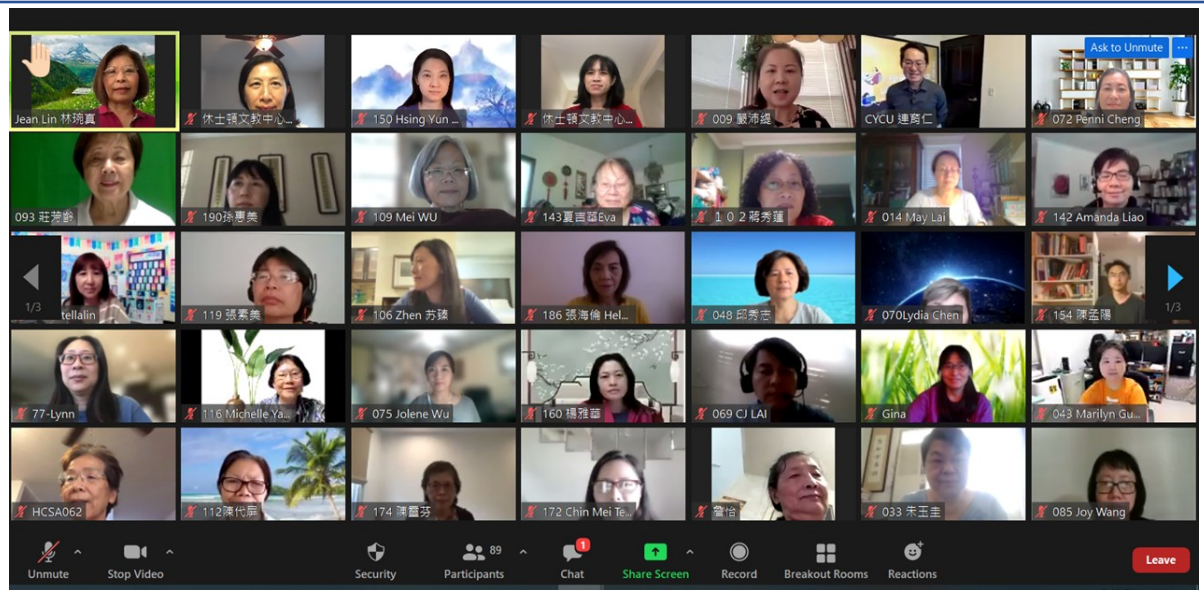 Ask to Unmute ...
Jean Lin 林琬真
休士頓文教中心...
150 Hsing Yun ...
休士頓文教中心...
009 嚴沛緹
CYCU 連育仁
072 Penni Cheng
093 莊芳齡
190孫惠美
109 Mei WU
143夏吉華Eva
１０２蔣秀蓮
014 May Lai
142 Amanda Liao
1/3
tellalin
119 張素美
106 Zhen 苏臻
186 張海倫 Hel...
048 邱秀志
070Lydia Chen
154 陳孟陽
1/3
77-Lynn
116 Michelle Ya...
075 Jolene Wu
160 楊雅華
069 CJ LAI
Gina
043 Marilyn Gu...
HCSA062
112陳代屏
174 陳靈芬
172 Chin Mei Te...
詹怡
033 朱玉圭
085 Joy Wang
Unmute
Stop Video
Security
89
Participants
1
Chat
Share Screen
Record
Breakout Rooms
Reactions
Leave